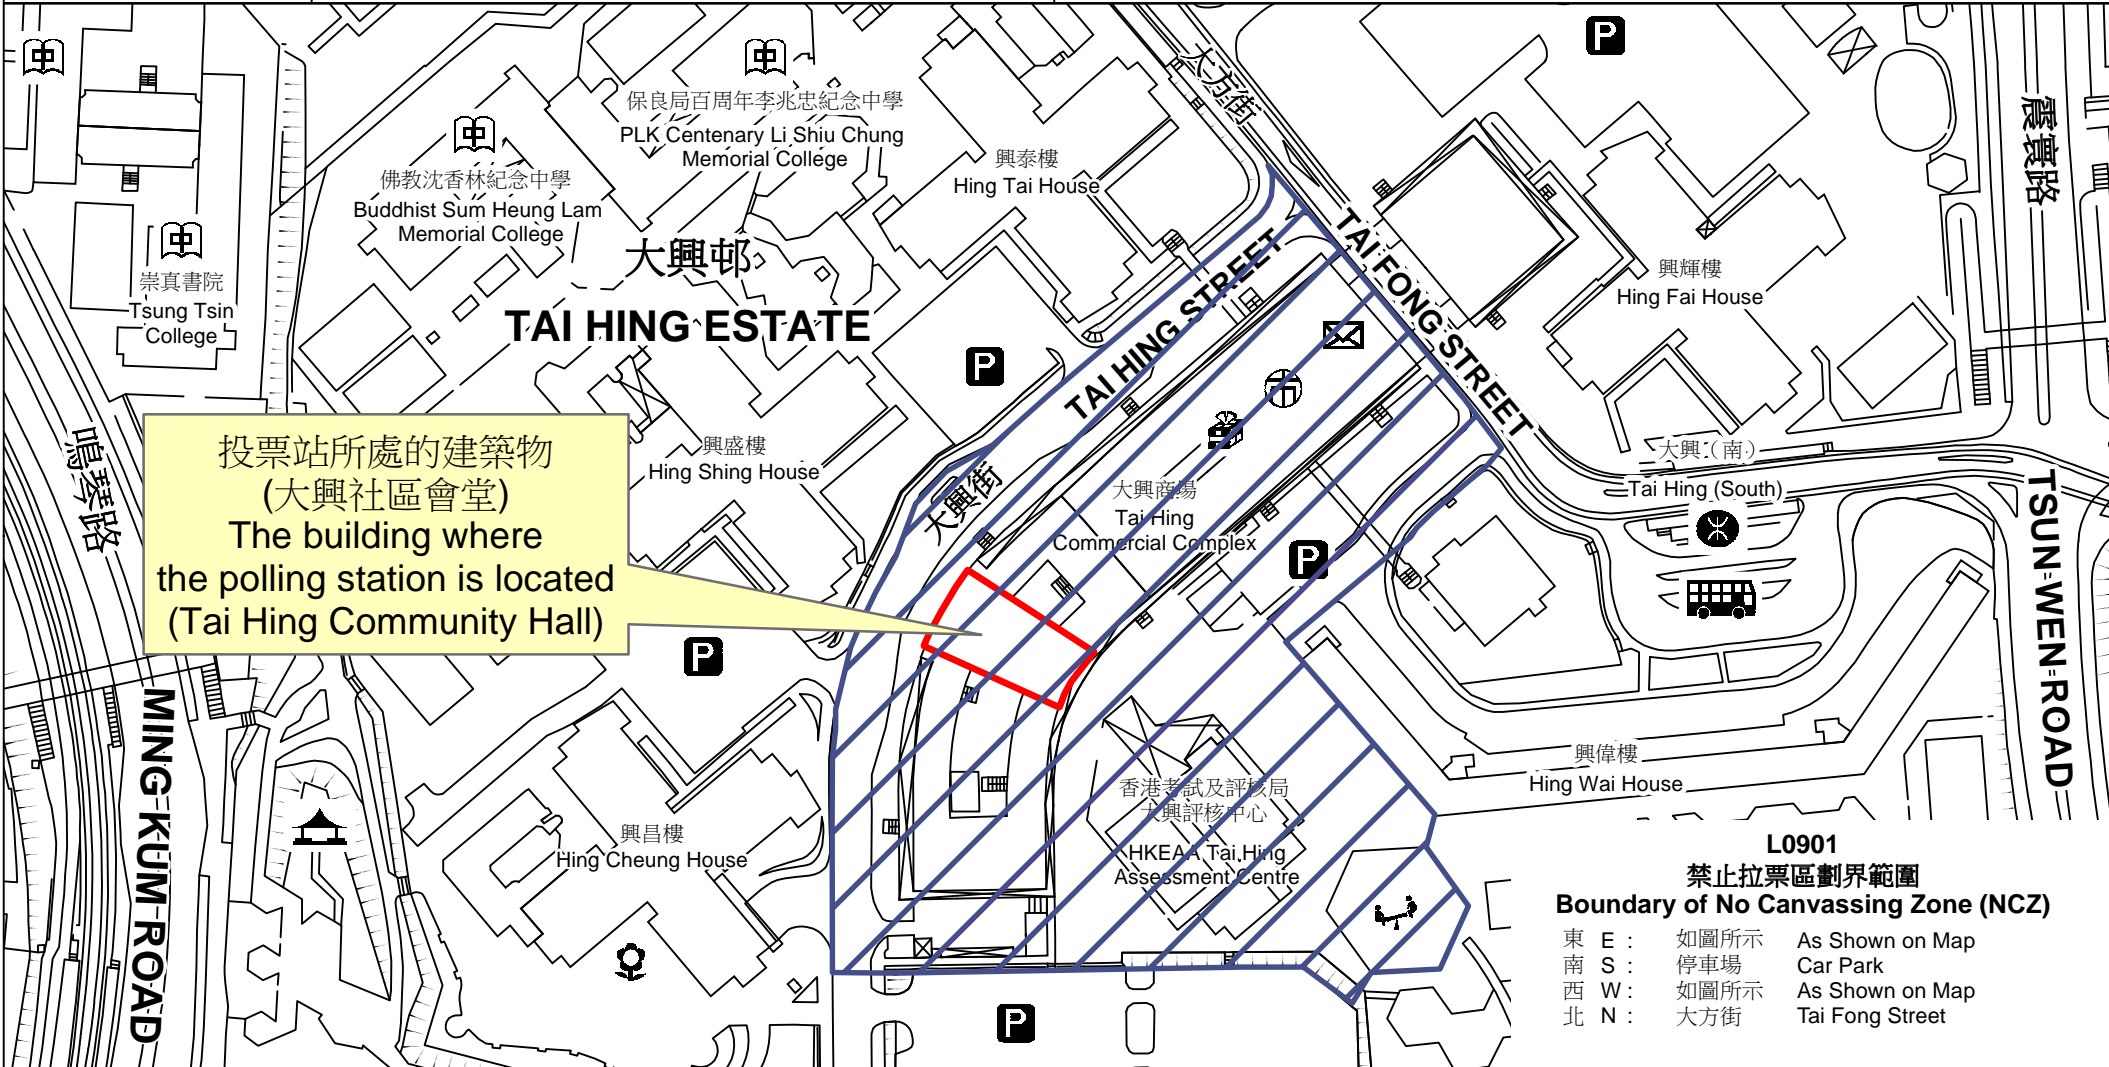 大方街
震寰路
保良局百周年李兆忠紀念中學
PLK Centenary Li Shiu Chung
Memorial College
佛教沈香林紀念中學
Buddhist Sum Heung Lam
Memorial College
興泰樓
Hing Tai House
崇真書院
Tsung Tsin
College
大興邨
TAI HING ESTATE
TAI HING STREET
TAI FONG STREET
興輝樓
Hing Fai House
P
P
鳴琴路
投票站所處的建築物
(大興社區會堂)
The building where
the polling station is located
(Tai Hing Community Hall)
興盛樓
Hing Shing House
大興街
大興商場
Tai Hing
Commercial Complex
P
大興(南)
Tai Hing (South)
TSUN WEN ROAD
P
MING KUM ROAD
興昌樓
Hing Cheung House
香港考試及評核局
大興評核中心
HKEAA Tai Hing
Assessment Centre
興偉樓
Hing Wai House
P
L0901
禁止拉票區劃界範圍
Boundary of No Canvassing Zone (NCZ)
東 E : 如圖所示 As Shown on Map
南 S : 停車場 Car Park
西 W : 如圖所示 As Shown on Map
北 N : 大方街 Tai Fong Street